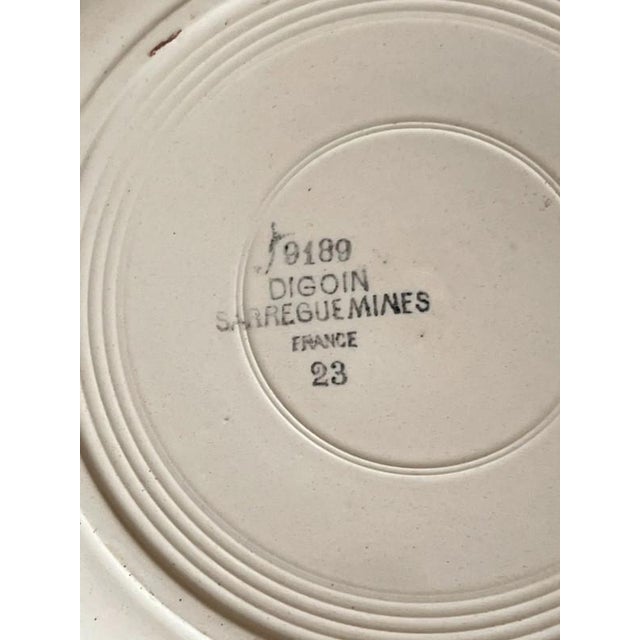 9189
DIGOIN
SARREGUEMINES
FRANCE
23